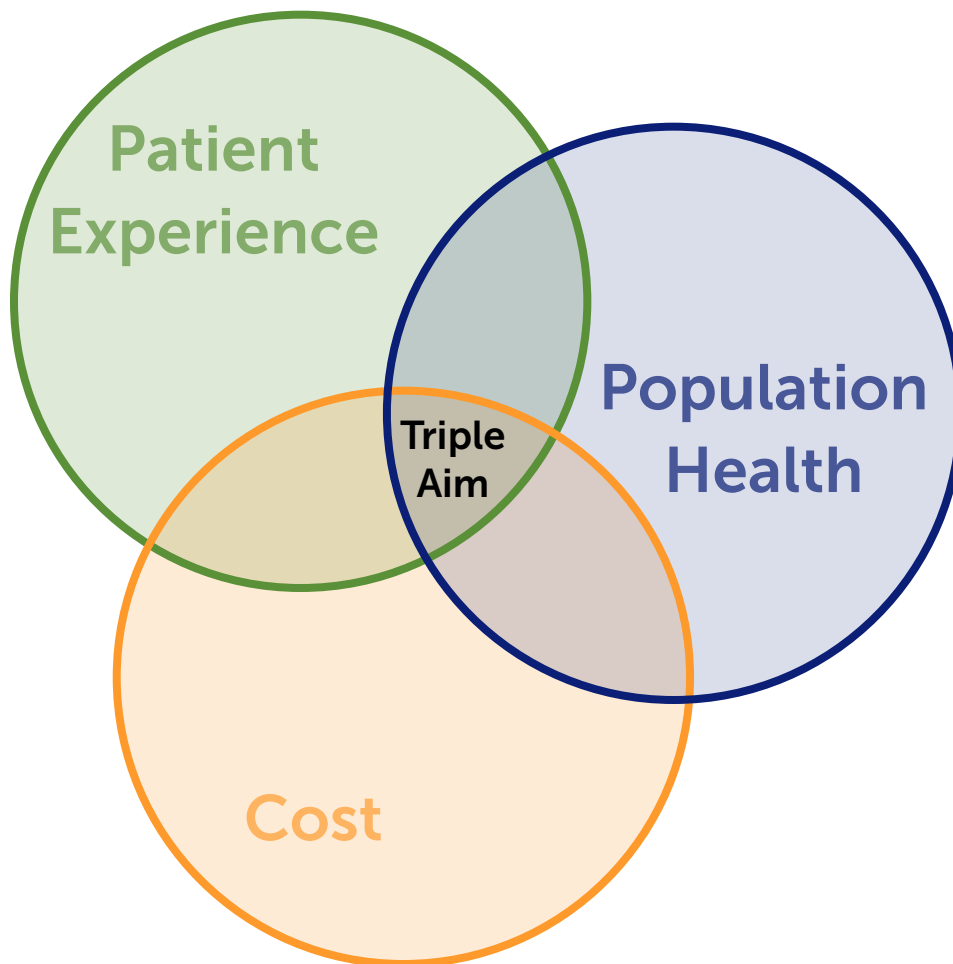 Patient
Experience
Population
Health
Triple
Aim
Cost